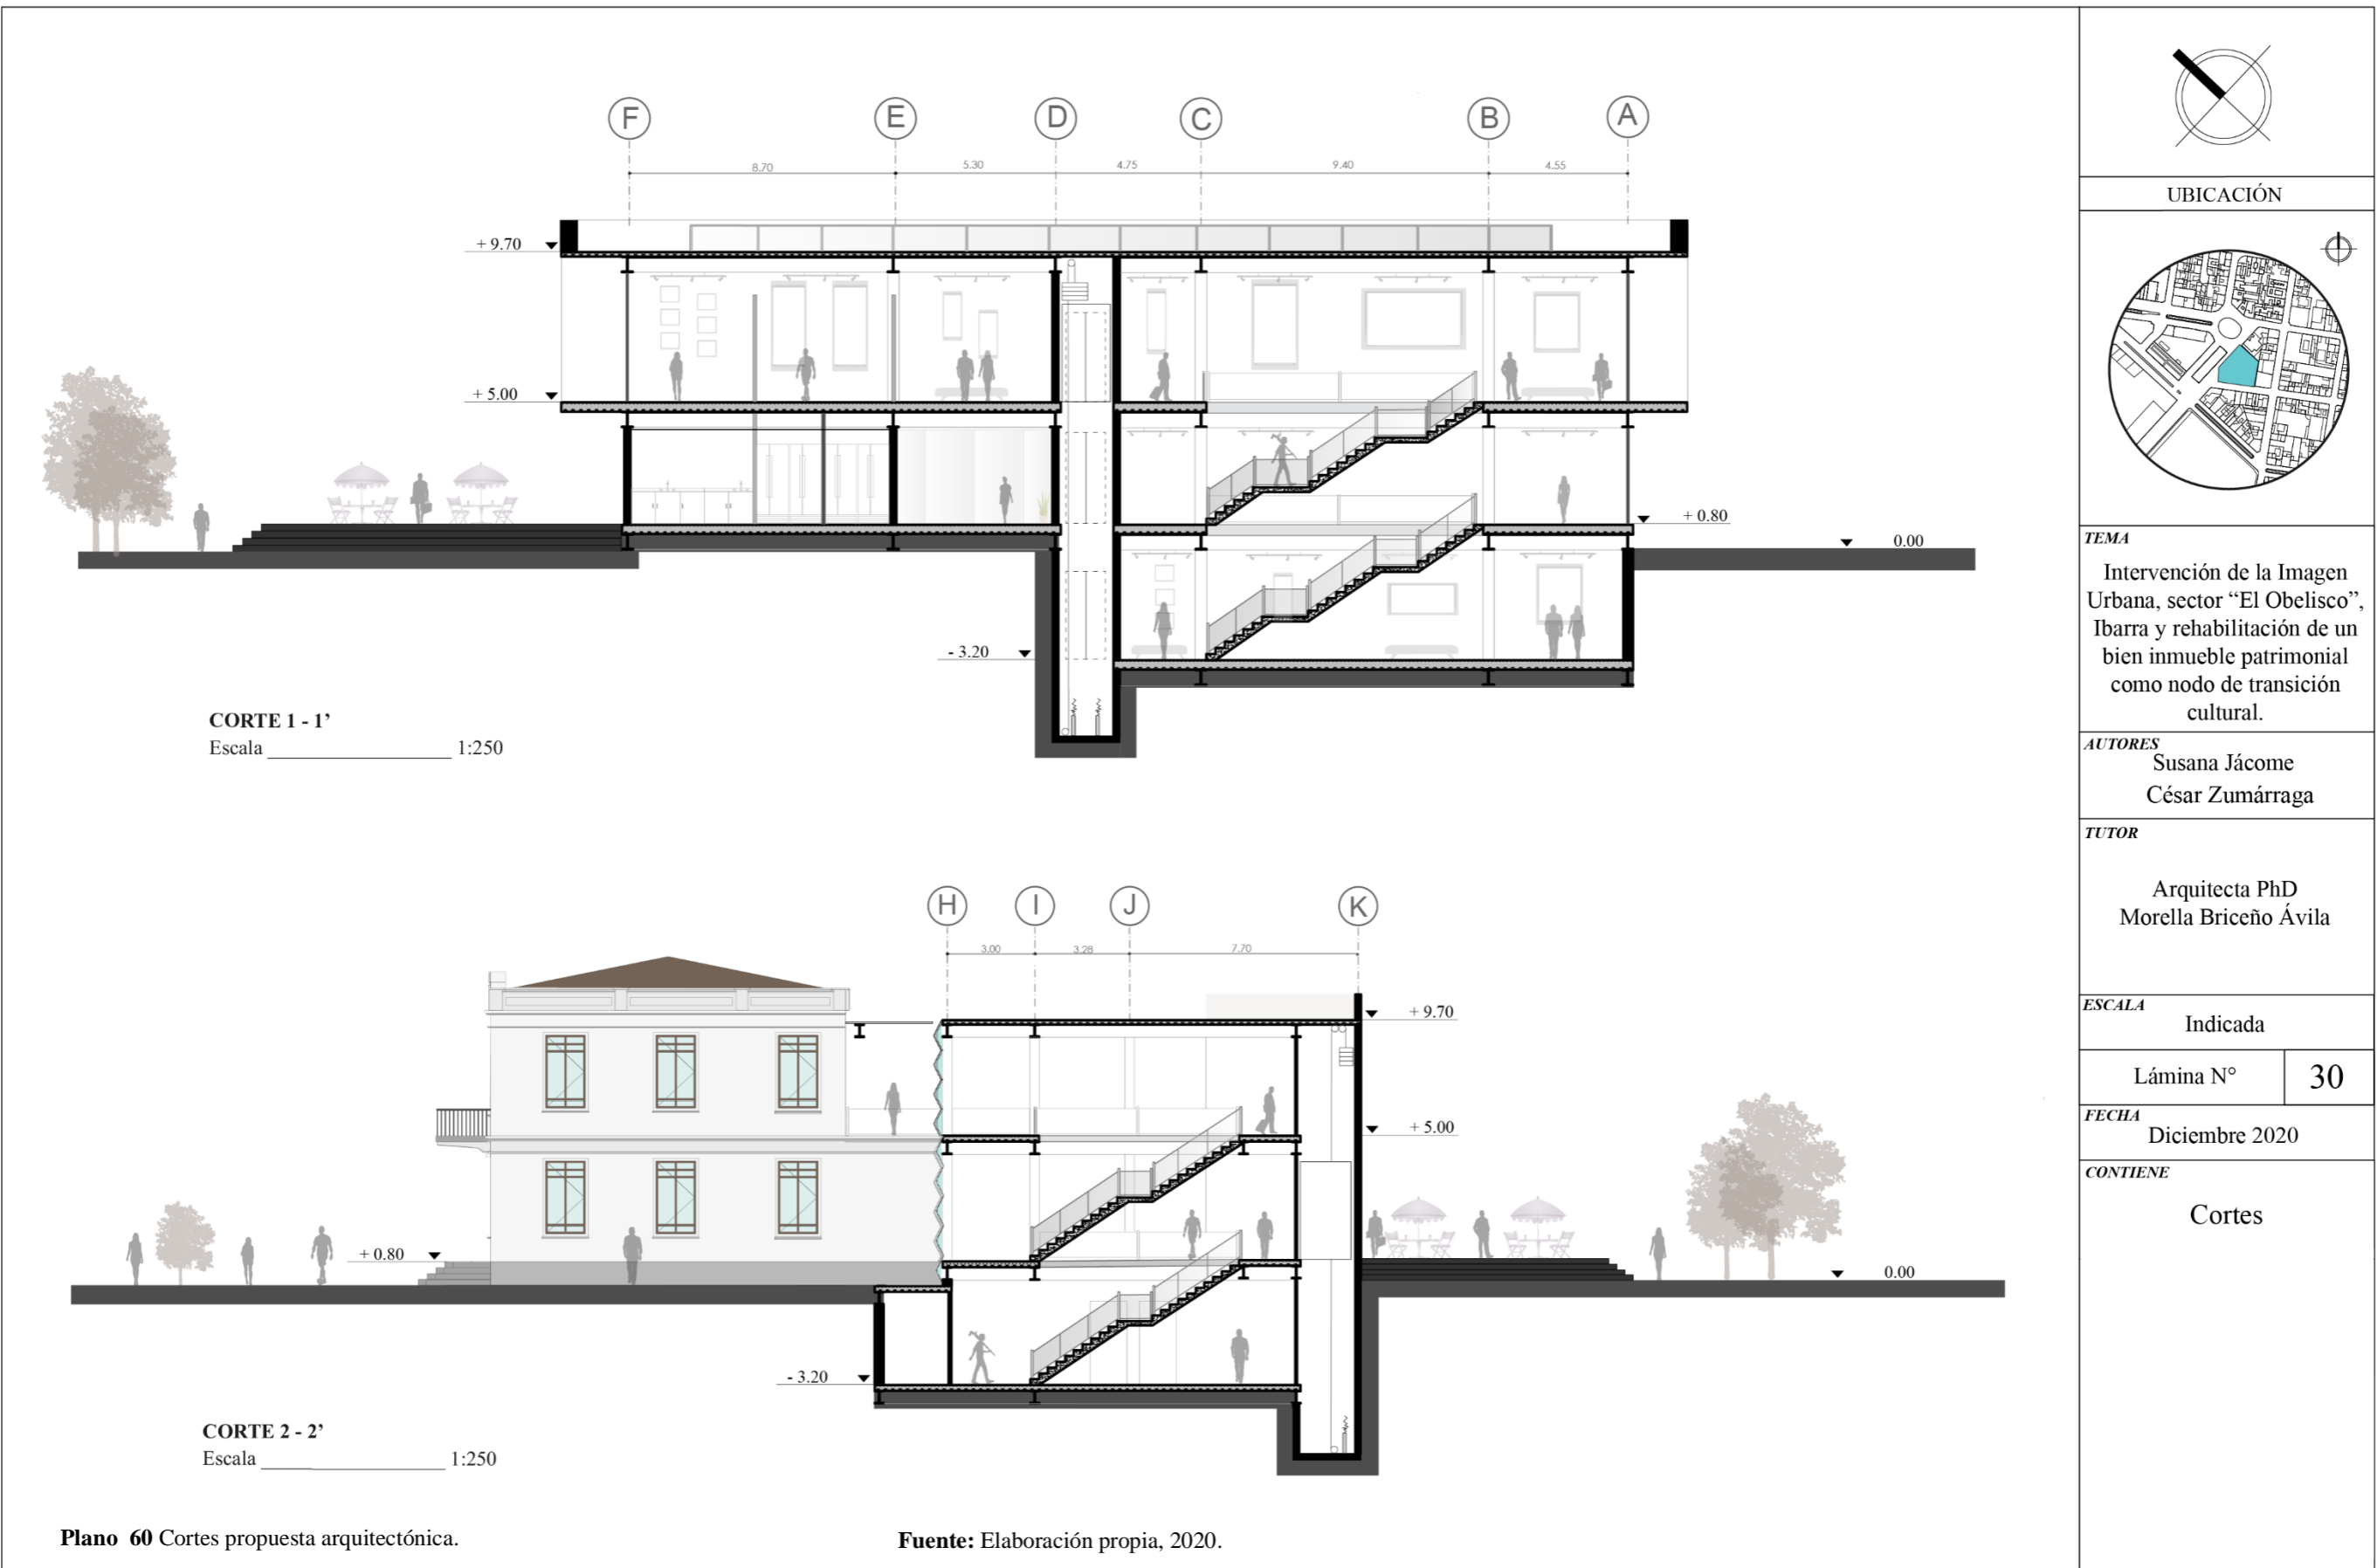 F E D C B A
8.70 5.30 4.75 9.40 4.55
+ 9.70
+ 5.00
+ 0.80
0.00
- 3.20
CORTE 1 - 1’
Escala 1:250
H I J K
3.00 3.28 7.70
+ 9.70
+ 5.00
+ 0.80
0.00
- 3.20
CORTE 2 - 2’
Escala 1:250
Plano 60 Cortes propuesta arquitectónica.
Fuente: Elaboración propia, 2020.
UBICACIÓN
TEMA
Intervención de la Imagen
Urbana, sector “El Obelisco”,
Ibarra y rehabilitación de un
bien inmueble patrimonial
como nodo de transición
cultural.
AUTORES
Susana Jácome
César Zumárraga
TUTOR
Arquitecta PhD
Morella Briceño Ávila
ESCALA
Indicada
Lámina N° 30
FECHA
Diciembre 2020
CONTIENE
Cortes